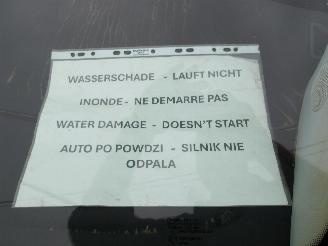 WASSERSCHADE - LAUFT NICHT
INONDE - NE DEMARRE PAS
WATER DAMAGE - DOESN'T START
AUTO PO POWDZI - SILNIK NIE
ODPALA